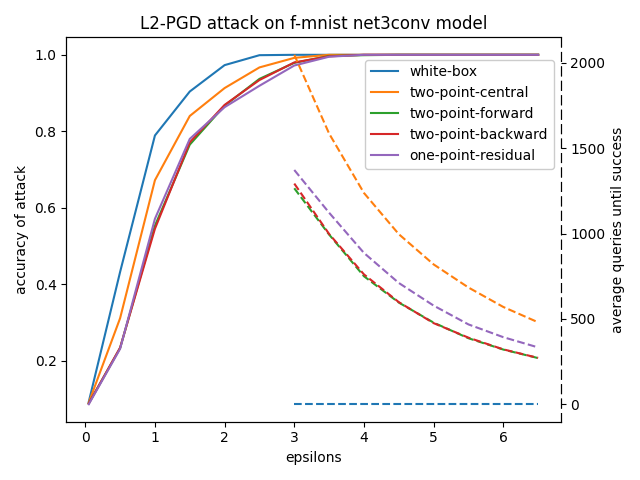 L2-PGD attack on f-mnist net3conv model
1.0
0.8
0.6
0.4
0.2
accuracy of attack
white-box
two-point-central
two-point-forward
two-point-backward
one-point-residual
2000
1500
1000
500
0
average queries until success
0 1 2 3 4 5 6
epsilons